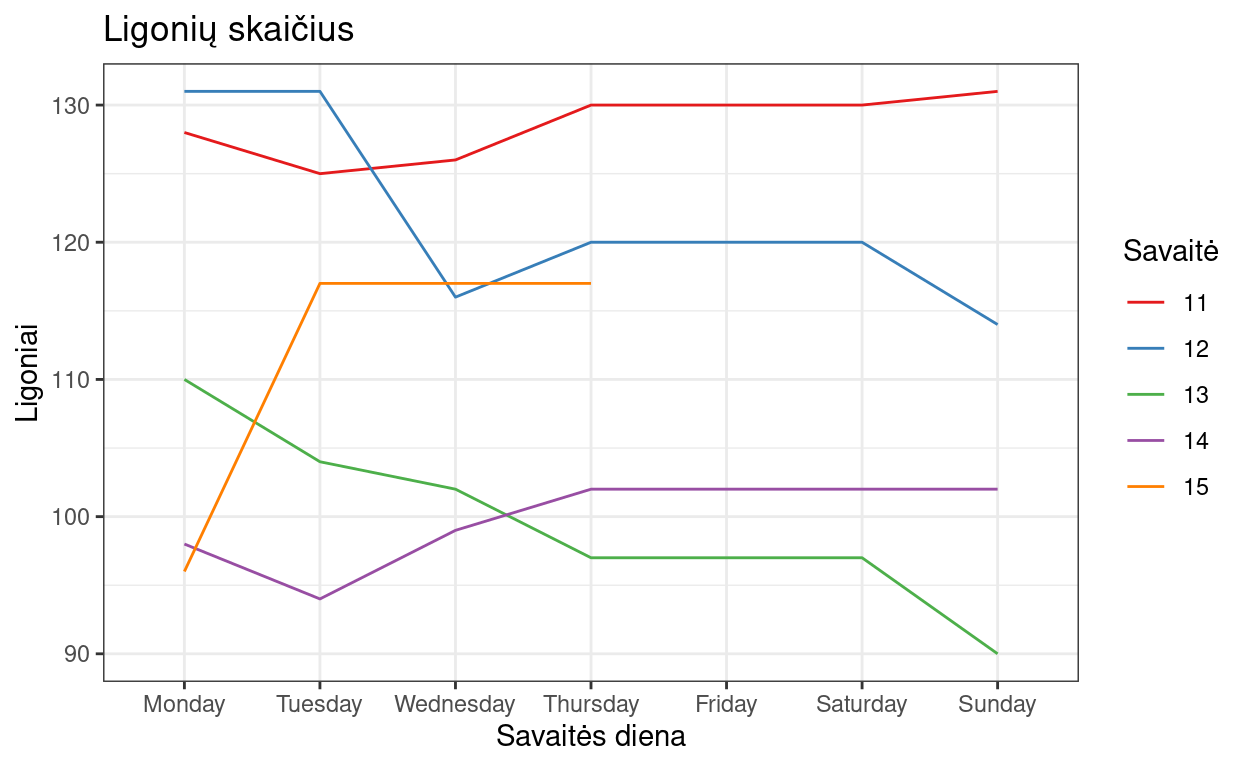 Ligonių skaičius
130
120
110
100
90
Ligoniai
Monday Tuesday Wednesday Thursday Friday Saturday Sunday
Savaitės diena
Savaitė
11
12
13
14
15